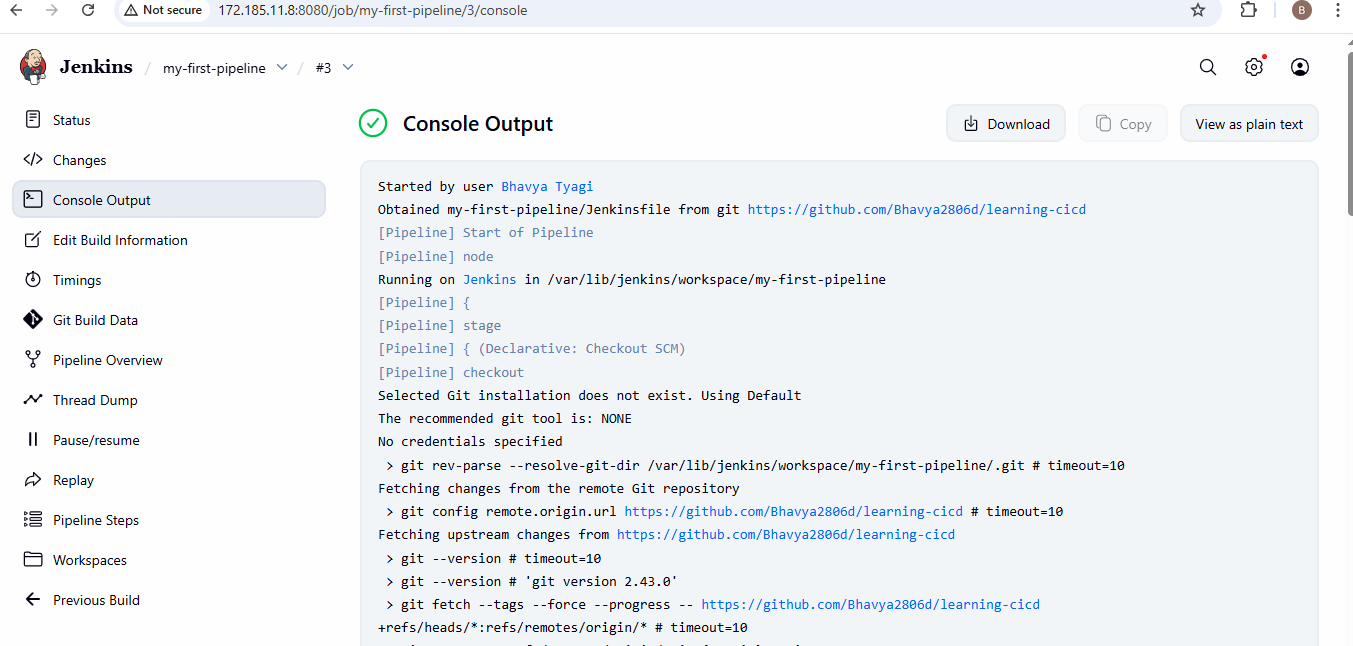 Not secure 172.185.11.8:8080/job/my-first-pipeline/3/console B
Jenkins / my-first-pipeline / #3
Status
Changes
Console Output
Edit Build Information
Timings
Git Build Data
Pipeline Overview
Thread Dump
Pause/resume
Replay
Pipeline Steps
Workspaces
Previous Build
Console Output
Download
Copy
View as plain text
Started by user Bhavya Tyagi
Obtained my-first-pipeline/Jenkinsfile from git https://github.com/Bhavya2806d/learning-cicd
[Pipeline] Start of Pipeline
[Pipeline] node
Running on Jenkins in /var/lib/jenkins/workspace/my-first-pipeline
[Pipeline] {
[Pipeline] stage
[Pipeline] { (Declarative: Checkout SCM)
[Pipeline] checkout
Selected Git installation does not exist. Using Default
The recommended git tool is: NONE
No credentials specified
> git rev-parse --resolve-git-dir /var/lib/jenkins/workspace/my-first-pipeline/.git # timeout=10
Fetching changes from the remote Git repository
> git config remote.origin.url https://github.com/Bhavya2806d/learning-cicd # timeout=10
Fetching upstream changes from https://github.com/Bhavya2806d/learning-cicd
> git --version # timeout=10
> git --version # 'git version 2.43.0'
> git fetch --tags --force --progress -- https://github.com/Bhavya2806d/learning-cicd
+refs/heads/*:refs/remotes/origin/* # timeout=10